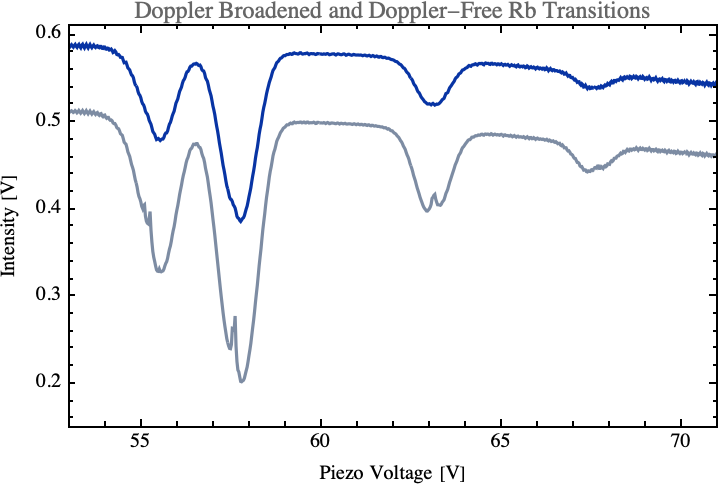 Doppler Broadened and Doppler–Free Rb Transitions
0.6
0.5
0.4
0.3
0.2
Intensity [V]
55 60 65 70
Piezo Voltage [V]